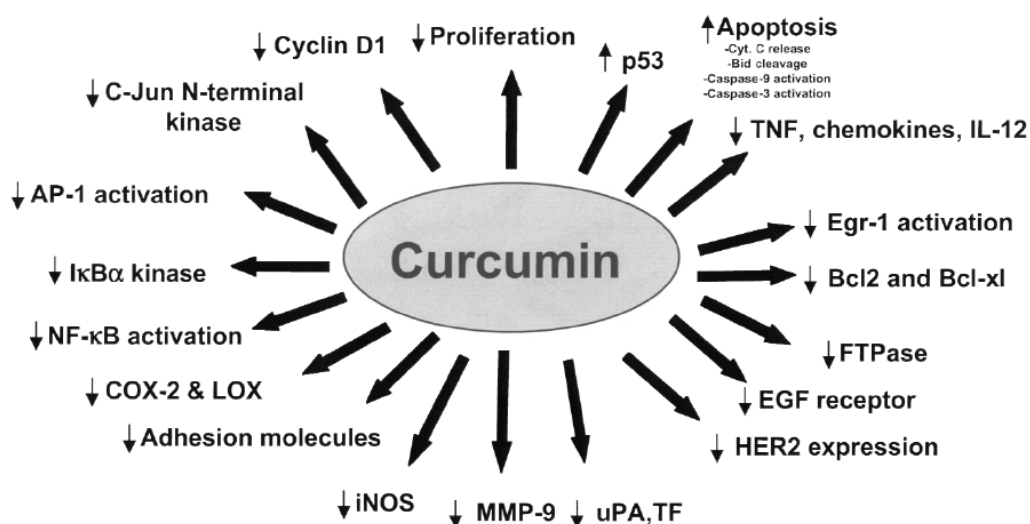 ↓ Cyclin D1
↓ Proliferation
↑ p53
↑ Apoptosis
-Cyt. C release
-Bid cleavage
-Caspase-9 activation
-Caspase-3 activation
↓ C-Jun N-terminal
kinase
↓ TNF, chemokines, IL-12
↓ AP-1 activation
↓ Egr-1 activation
Curcumin
↓ IκBα kinase
↓ Bcl2 and Bcl-xl
↓ NF-κB activation
↓ FTPase
↓ COX-2 & LOX
↓ EGF receptor
↓ Adhesion molecules
↓ HER2 expression
↓ iNOS
↓ MMP-9
↓ uPA,TF